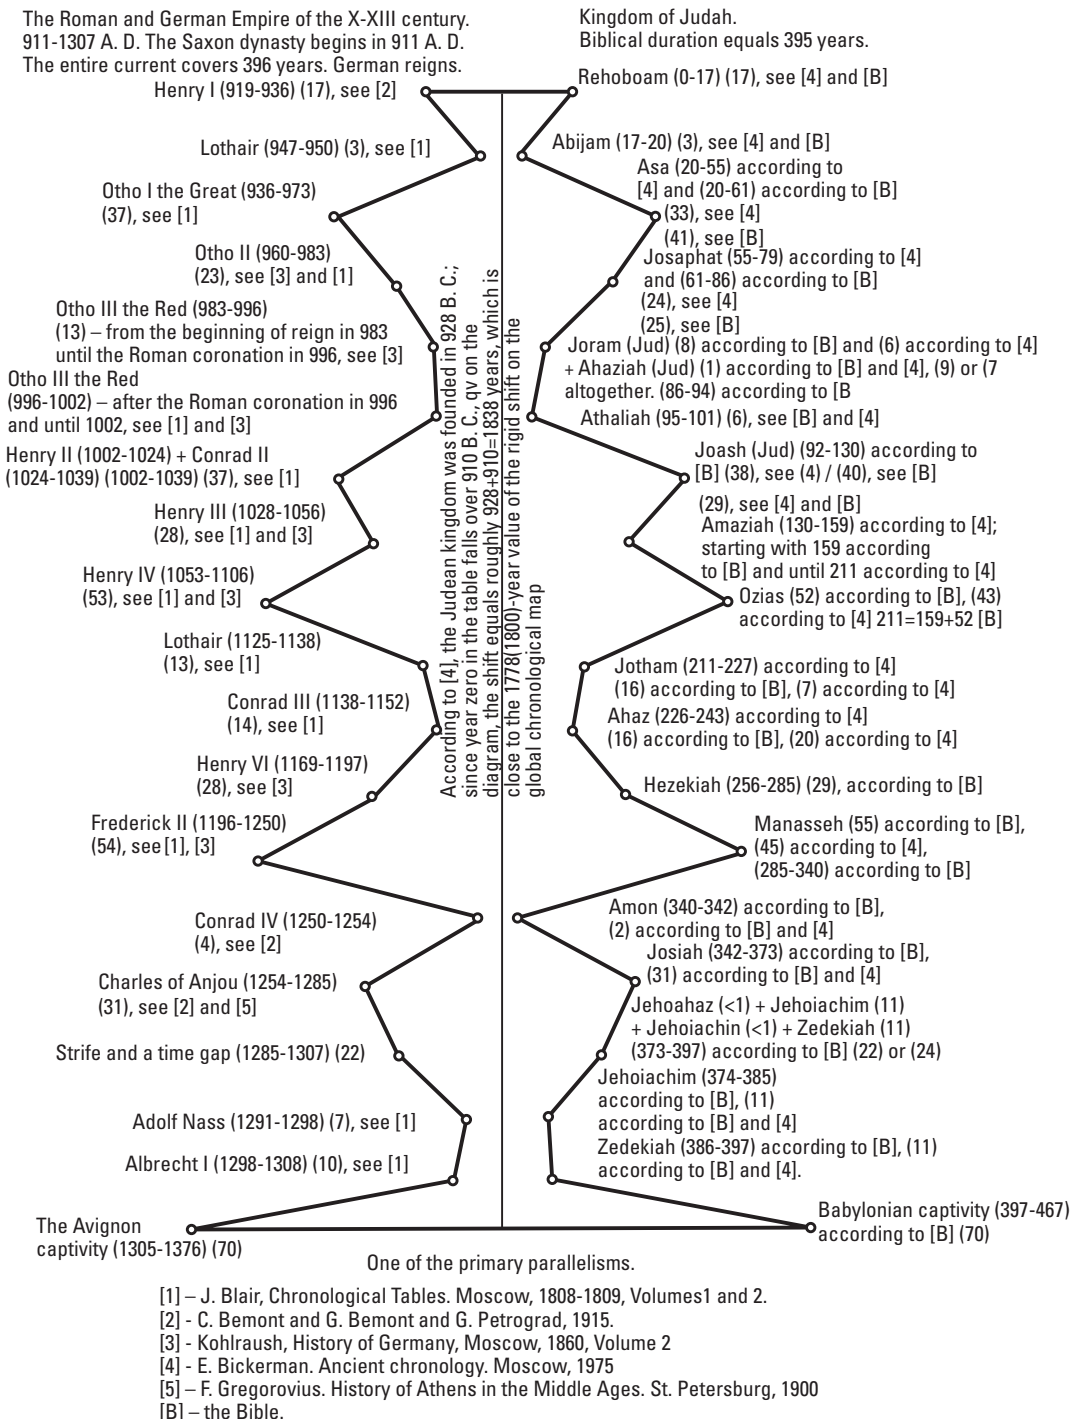 The Roman and German Empire of the X-XIII century.
911-1307 A. D. The Saxon dynasty begins in 911 A. D.
The entire current covers 396 years. German reigns.
Kingdom of Judah.
Biblical duration equals 395 years.
Henry I (919-936) (17), see [2]
Rehoboam (0-17) (17), see [4] and [B]
Lothair (947-950) (3), see [1]
Abijam (17-20) (3), see [4] and [B]
Otho I the Great (936-973)
(37), see [1]
Asa (20-55) according to
[4] and (20-61) according to [B]
(33), see [4]
(41), see [B]
Otho II (960-983)
(23), see [3] and [1]
Josaphat (55-79) according to [4]
and (61-86) according to [B]
(24), see [4]
(25), see [B]
Otho III the Red (983-996)
(13) – from the beginning of reign in 983
until the Roman coronation in 996, see [3]
Joram (Jud) (8) according to [B] and (6) according to [4]
+ Ahaziah (Jud) (1) according to [B] and [4], (9) or (7
altogether. (86-94) according to [B
Otho III the Red
(996-1002) – after the Roman coronation in 996
and until 1002, see [1] and [3]
Athaliah (95-101) (6), see [B] and [4]
Henry II (1002-1024) + Conrad II
(1024-1039) (1002-1039) (37), see [1]
Joash (Jud) (92-130) according to
[B] (38), see (4) / (40), see [B]
Henry III (1028-1056)
(28), see [1] and [3]
(29), see [4] and [B]
Amaziah (130-159) according to [4];
starting with 159 according
to [B] and until 211 according to [4]
Henry IV (1053-1106)
(53), see [1] and [3]
Ozias (52) according to [B], (43)
according to [4] 211=159+52 [B]
Lothair (1125-1138)
(13), see [1]
Jotham (211-227) according to [4]
(16) according to [B], (7) according to [4]
Conrad III (1138-1152)
(14), see [1]
Ahaz (226-243) according to [4]
(16) according to [B], (20) according to [4]
Henry VI (1169-1197)
(28), see [3]
Hezekiah (256-285) (29), according to [B]
Frederick II (1196-1250)
(54), see [1], [3]
Manasseh (55) according to [B],
(45) according to [4],
(285-340) according to [B]
Conrad IV (1250-1254)
(4), see [2]
Amon (340-342) according to [B],
(2) according to [B] and [4]
Charles of Anjou (1254-1285)
(31), see [2] and [5]
Josiah (342-373) according to [B],
(31) according to [B] and [4]
Strife and a time gap (1285-1307) (22)
Jehoahaz (<1) + Jehoiachim (11)
+ Jehoiachin (<1) + Zedekiah (11)
(373-397) according to [B] (22) or (24)
Adolf Nass (1291-1298) (7), see [1]
Jehoiachim (374-385)
according to [B], (11)
according to [B] and [4]
Albrecht I (1298-1308) (10), see [1]
Zedekiah (386-397) according to [B], (11)
according to [B] and [4].
The Avignon
captivity (1305-1376) (70)
Babylonian captivity (397-467)
according to [B] (70)
According to [4], the Judean kingdom was founded in 928 B. C.;
since year zero in the table falls over 910 B. C., qv on the
diagram, the shift equals roughly 928+910=1838 years, which is
close to the 1778(1800)-year value of the rigid shift on the
global chronological map
One of the primary parallelisms.
[1] – J. Blair, Chronological Tables. Moscow, 1808-1809, Volumes1 and 2.
[2] - C. Bemont and G. Bemont and G. Petrograd, 1915.
[3] - Kohlraush, History of Germany, Moscow, 1860, Volume 2
[4] - E. Bickerman. Ancient chronology. Moscow, 1975
[5] – F. Gregorovius. History of Athens in the Middle Ages. St. Petersburg, 1900
[B] – the Bible.